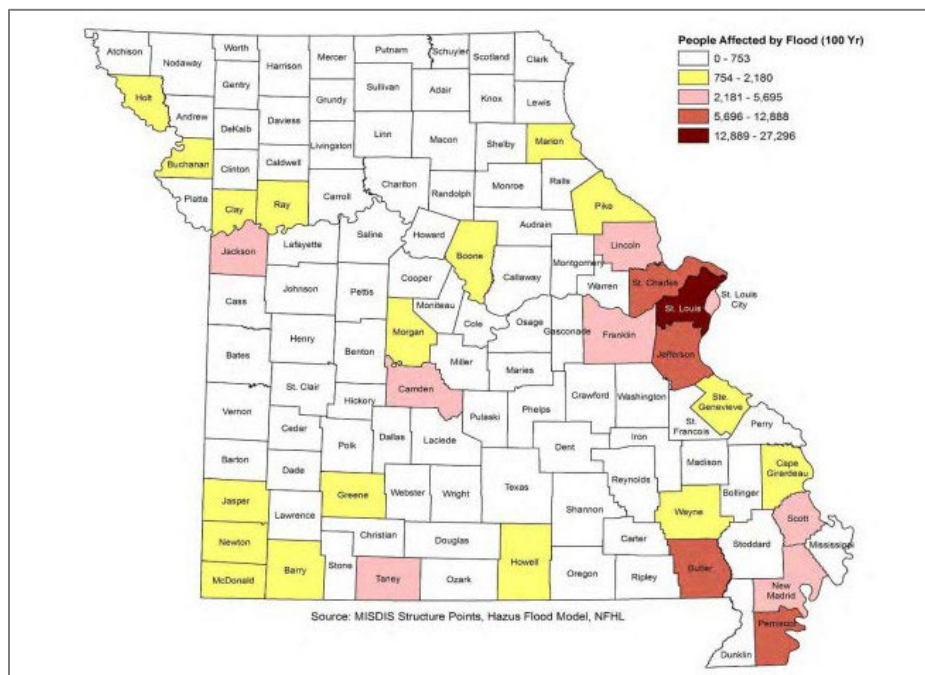 People Affected by Flood (100 Yr)
0 - 753
754 - 2,180
2,181 - 5,695
5,696 - 12,888
12,889 - 27,296
Atchison
Nodaway
Worth
Harrison
Mercer
Putnam
Schuyler
Scotland
Clark
Gentry
Sullivan
Adair
Knox
Lewis
Holt
Andrew
DeKalb
Daviess
Grundy
Linn
Macon
Shelby
Marion
Buchanan
Clinton
Caldwell
Livingston
Chariton
Randolph
Monroe
Ralls
Platte
Clay
Ray
Carroll
Pike
Audrain
Howard
Saline
Boone
Lincoln
Jackson
Lafayette
Cooper
Callaway
Montgomery
Warren
St. Charles
St. Louis
City
St. Louis
Cass
Johnson
Pettis
Moniteau
Morgan
Cole
Osage
Gasconade
Franklin
Jefferson
Henry
Benton
Miller
Maries
Bates
St. Clair
Camden
Crawford
Washington
Ste.
Genevieve
Hickory
Pulaski
Phelps
St.
Francois
Perry
Vernon
Cedar
Polk
Dallas
Laclede
Dent
Iron
Madison
Cape
Girardeau
Barton
Dade
Reynolds
Bollinger
Jasper
Greene
Webster
Wright
Texas
Shannon
Wayne
Scott
Lawrence
Newton
Christian
Douglas
Carter
Stoddard
Mississippi
McDonald
Barry
Stone
Taney
Ozark
Howell
Oregon
Ripley
Butler
New
Madrid
Pemiscot
Dunklin
Source: MISDIS Structure Points, Hazus Flood Model, NFHL